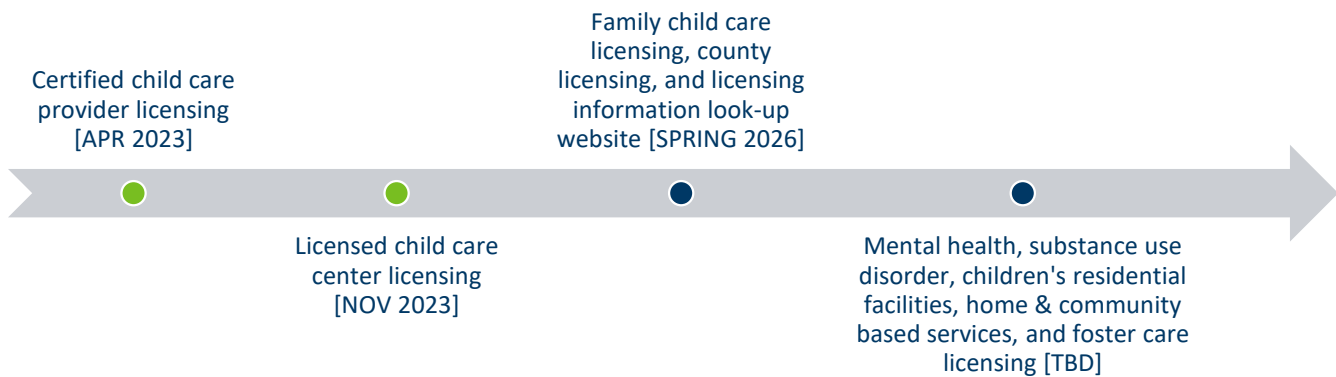 Certified child care
provider licensing
[APR 2023]
Licensed child care
center licensing
[NOV 2023]
Family child care
licensing, county
licensing, and licensing
information look-up
website [SPRING 2026]
Mental health, substance use
disorder, children's residential
facilities, home & community
based services, and foster care
licensing [TBD]